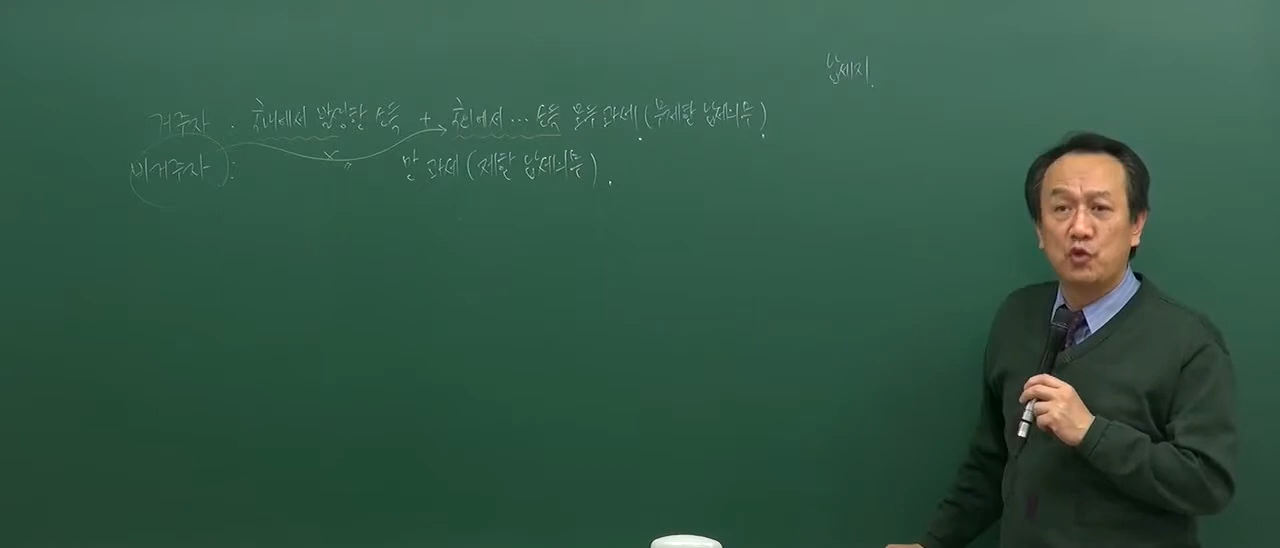 납세지.
거주자. 국내에서 발생한 소득 + 국외에서 … 소득 모두 과세. (무제한 납세의무).
비거주자: 만 과세 (제한 납세의무).